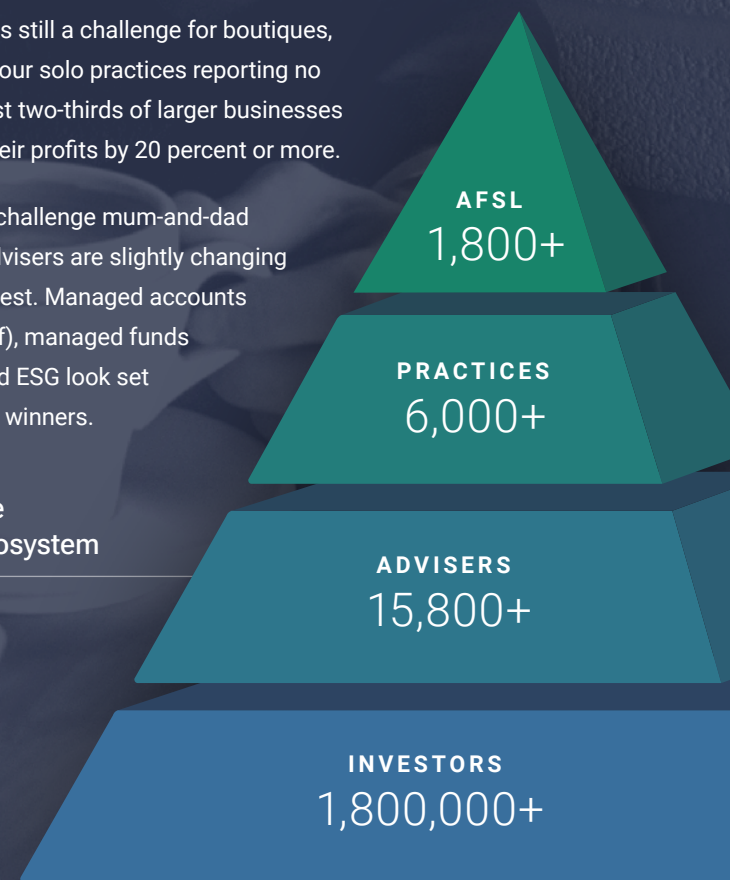 s still a challenge for boutiques,
our solo practices reporting no
st two-thirds of larger businesses
eir profits by 20 percent or more.
challenge mum-and-dad
visers are slightly changing
est. Managed accounts
f), managed funds
d ESG look set
winners.
e
osystem
AFSL
1,800+
PRACTICES
6,000+
ADVISERS
15,800+
INVESTORS
1,800,000+